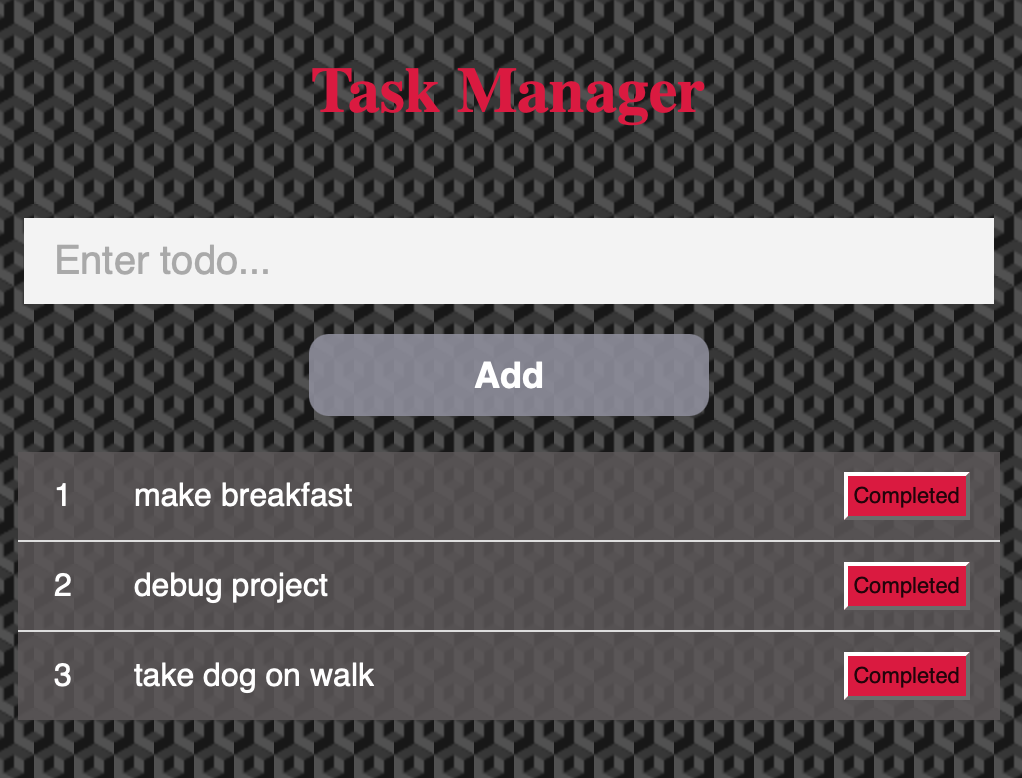 Task Manager
Enter todo...
Add
1 make breakfast Completed
2 debug project Completed
3 take dog on walk Completed